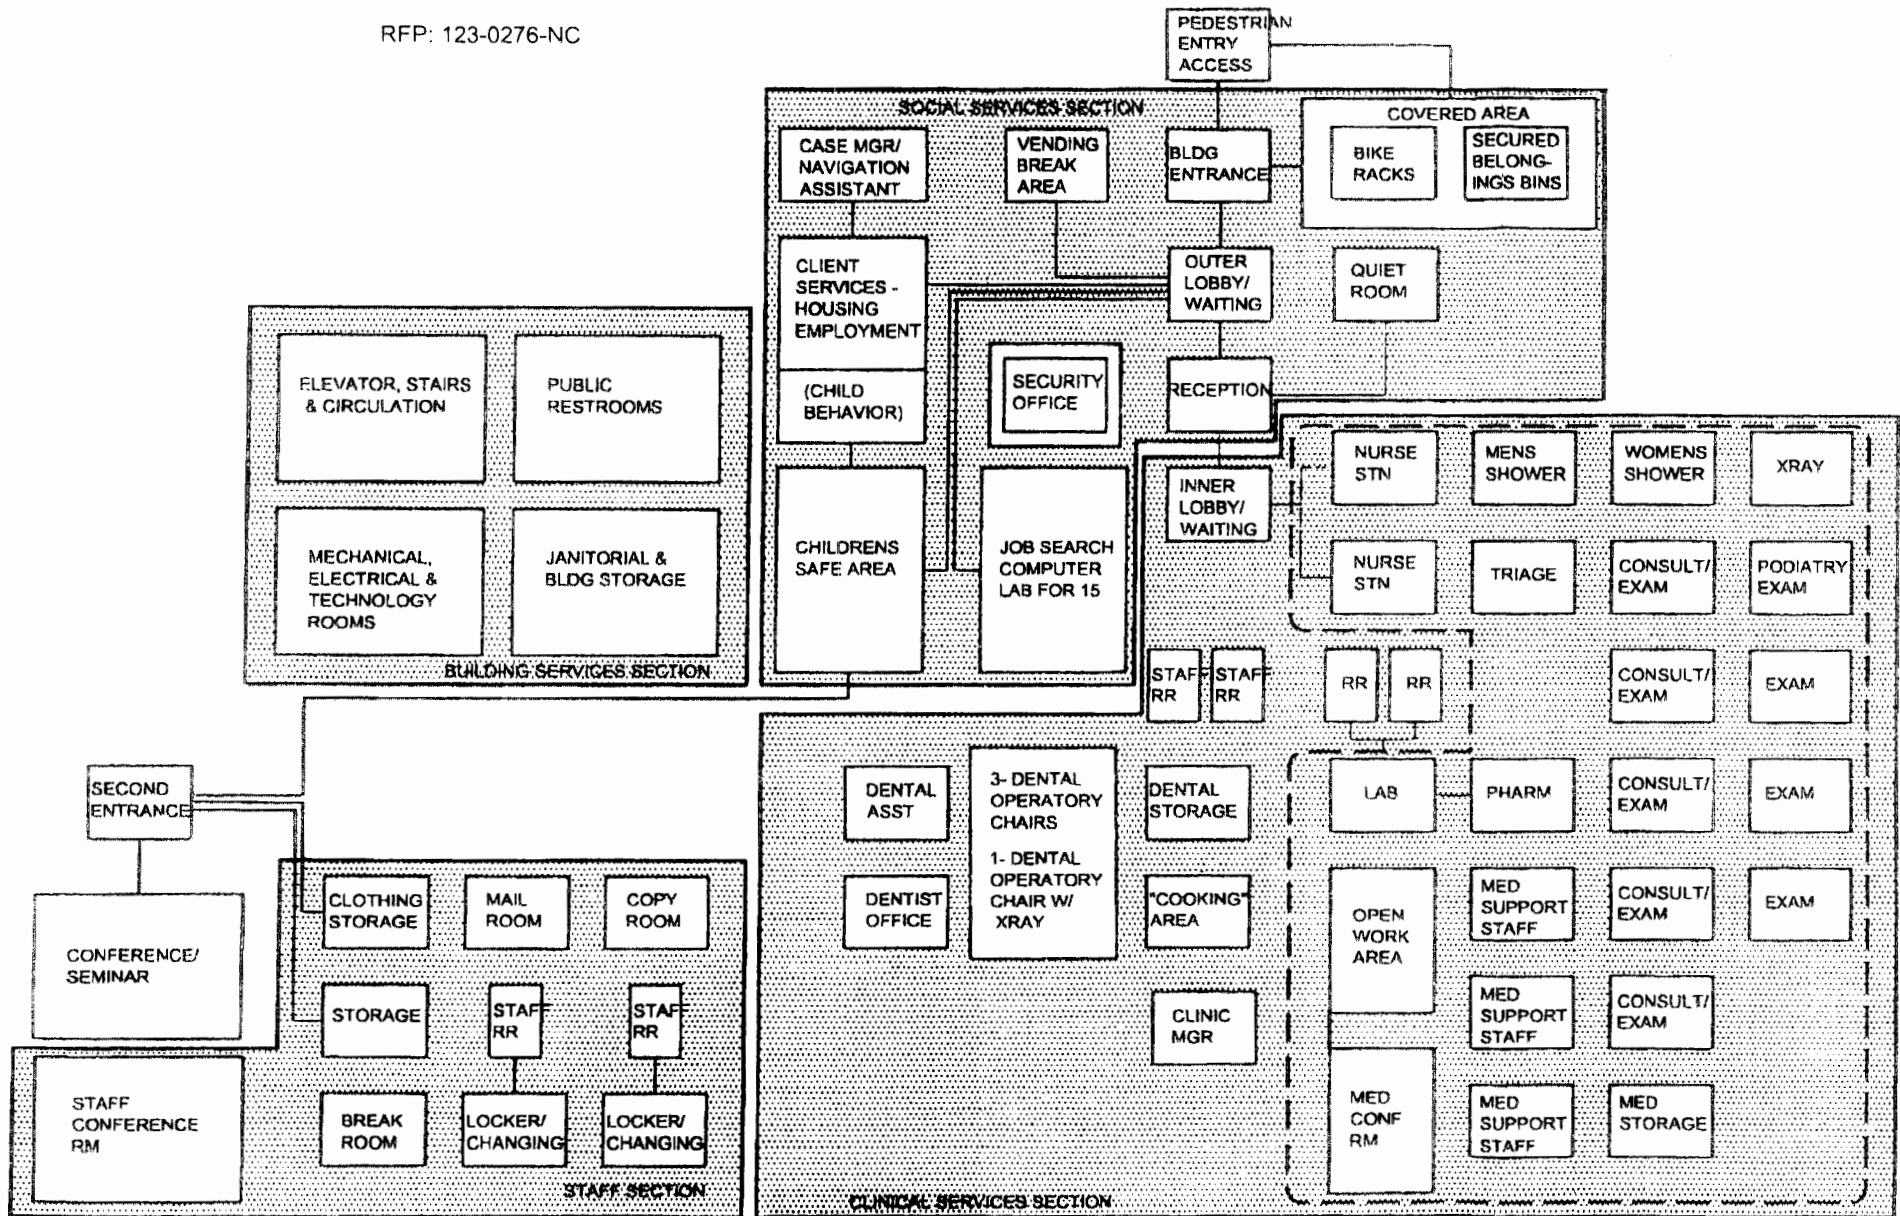 RFP: 123-0276-NC
PEDESTRIAN
ENTRY
ACCESS
SOCIAL SERVICES SECTION
CASE MGR/
NAVIGATION
ASSISTANT
VENDING
BREAK
AREA
BLDG
ENTRANCE
COVERED AREA
BIKE
RACKS
SECURED
BELONG-
INGS BINS
CLIENT
SERVICES -
HOUSING
EMPLOYMENT
(CHILD
BEHAVIOR)
OUTER
LOBBY/
WAITING
QUIET
ROOM
SECURITY
OFFICE
RECEPTION
CHILDRENS
SAFE AREA
JOB SEARCH
COMPUTER
LAB FOR 15
ELEVATOR, STAIRS
& CIRCULATION
PUBLIC
RESTROOMS
MECHANICAL,
ELECTRICAL &
TECHNOLOGY
ROOMS
JANITORIAL &
BLDG STORAGE
BUILDING SERVICES SECTION
INNER
LOBBY/
WAITING
NURSE
STN
MENS
SHOWER
WOMENS
SHOWER
XRAY
NURSE
STN
TRIAGE
CONSULT/
EXAM
PODIATRY
EXAM
STAFF
RR
STAFF
RR
RR
RR
CONSULT/
EXAM
EXAM
DENTAL
ASST
3- DENTAL
OPERATORY
CHAIRS
1- DENTAL
OPERATORY
CHAIR W/
XRAY
DENTAL
STORAGE
LAB
PHARM
CONSULT/
EXAM
EXAM
DENTIST
OFFICE
"COOKING"
AREA
OPEN
WORK
AREA
MED
SUPPORT
STAFF
CONSULT/
EXAM
EXAM
CLINIC
MGR
MED
SUPPORT
STAFF
CONSULT/
EXAM
MED
CONF
RM
MED
SUPPORT
STAFF
MED
STORAGE
CLINICAL SERVICES SECTION
SECOND
ENTRANCE
CONFERENCE/
SEMINAR
CLOTHING
STORAGE
MAIL
ROOM
COPY
ROOM
STORAGE
STAFF
RR
STAFF
RR
STAFF
CONFERENCE
RM
BREAK
ROOM
LOCKER/
CHANGING
LOCKER/
CHANGING
STAFF SECTION